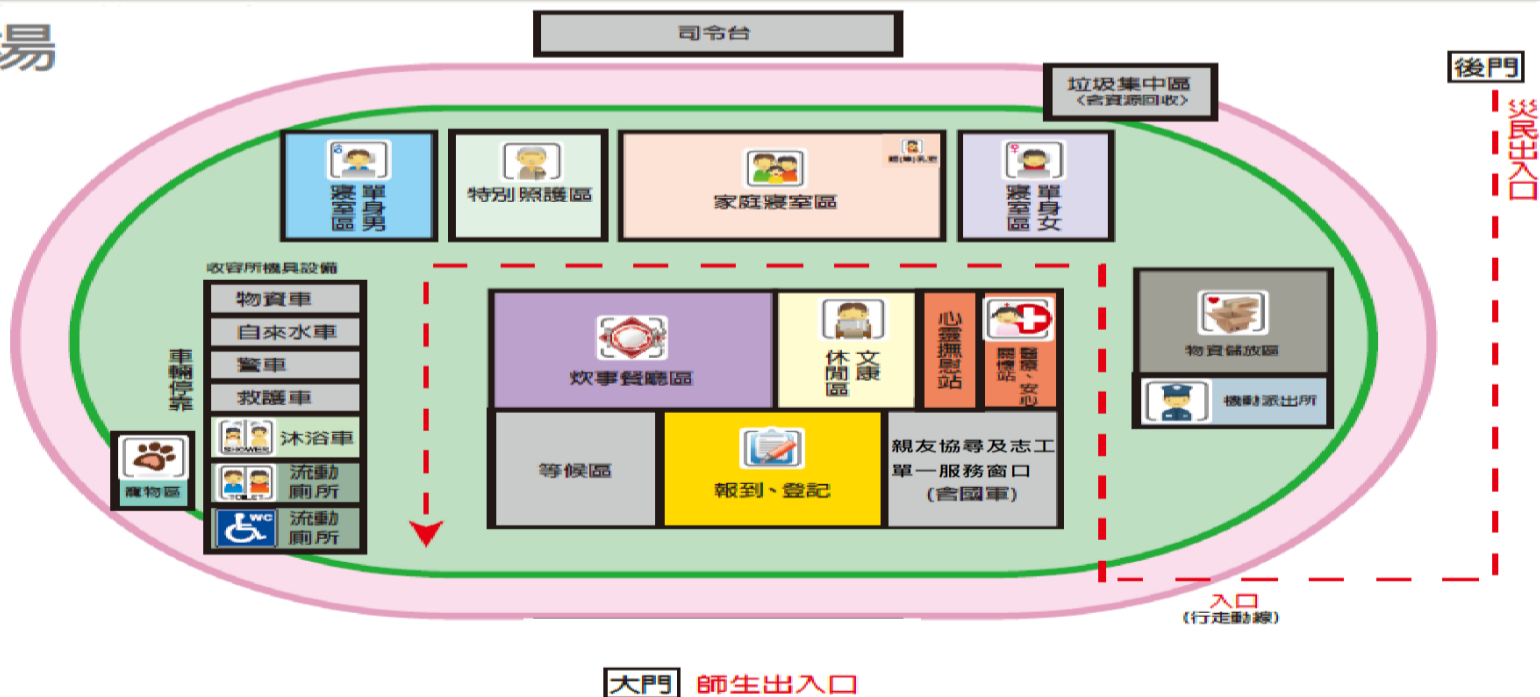 場
司令台
後門
垃圾集中區
(含資源回收)
災民出入口
單身男
寢室區
特別照護區
家庭寢室區
單身女
寢室區
收容所機具設備
物資車
自來水車
警車
救護車
SHOWER
沐浴車
TOILET
流動
廁所
WC
流動
廁所
車輛停靠
寵物區
炊事餐廳區
文康
休閒區
心靈撫慰站
醫療、安心
關懷站
物資儲放區
機動派出所
等候區
報到、登記
親友協尋及志工
單一服務窗口
(含國軍)
入口
(行走動線)
大門
師生出入口